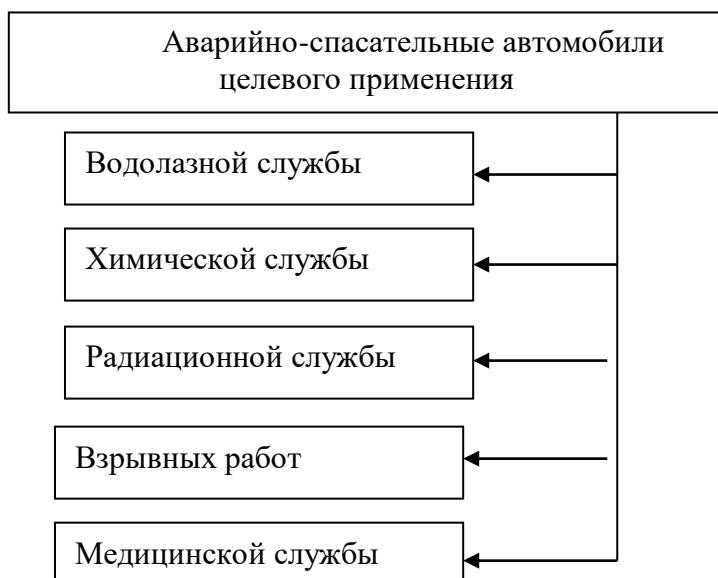 Аварийно-спасательные автомобили
целевого применения
Водолазной службы
Химической службы
Радиационной службы
Взрывных работ
Медицинской службы